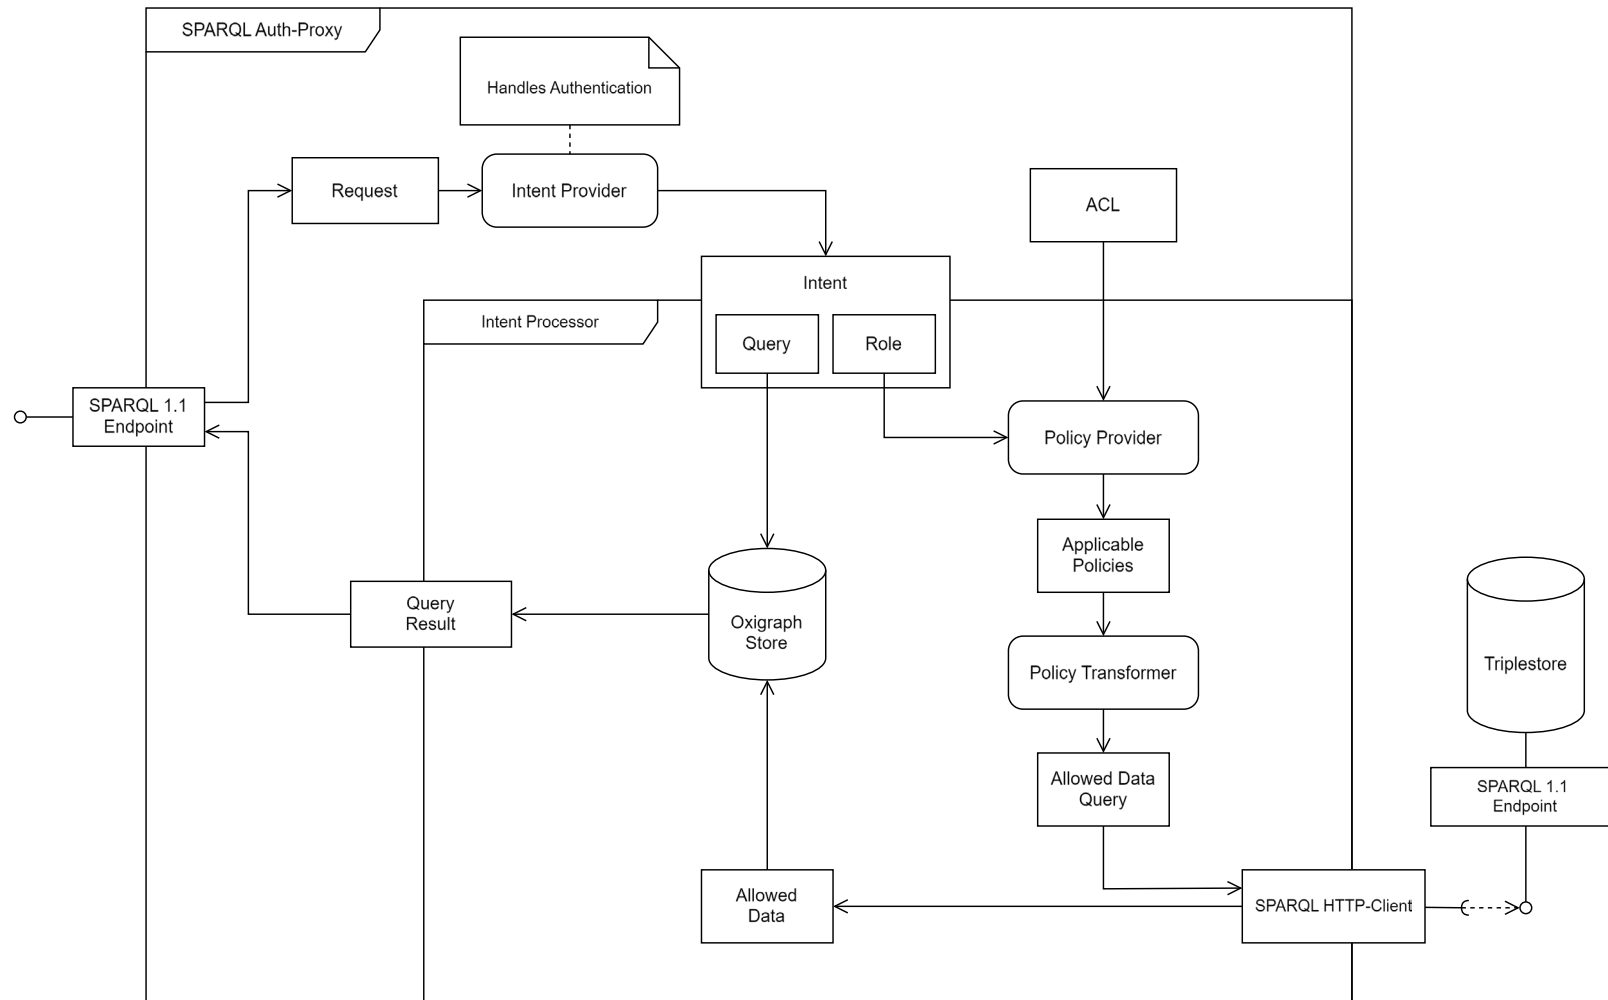 SPARQL Auth-Proxy
Handles Authentication
Request
Intent Provider
ACL
Intent
Intent Processor
Query
Role
SPARQL 1.1
Endpoint
Policy Provider
Applicable
Policies
Query
Result
Oxigraph
Store
Policy Transformer
Triplestore
Allowed Data
Query
SPARQL 1.1
Endpoint
Allowed
Data
SPARQL HTTP-Client